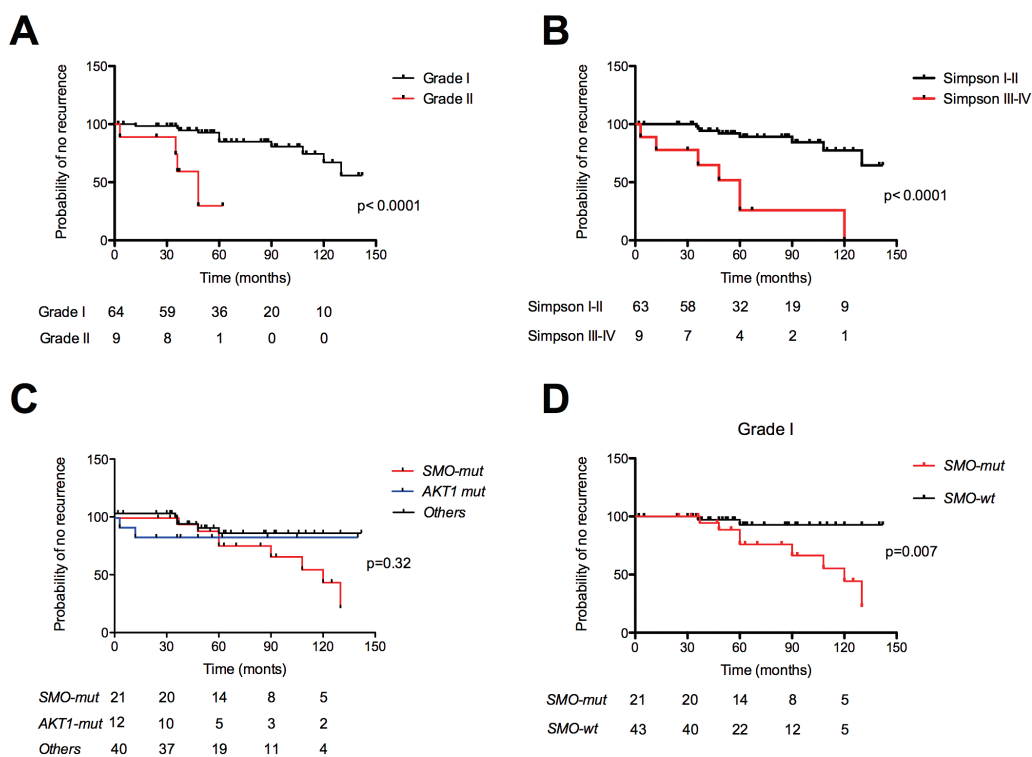 A
Probability of no recurrence
150
100
50
0
0 30 60 90 120 150
Time (months)
Grade I
Grade II
p< 0.0001
Grade I 64 59 36 20 10
Grade II 9 8 1 0 0
B
Probability of no recurrence
150
100
50
0
0 30 60 90 120 150
Time (months)
Simpson I-II
Simpson III-IV
p< 0.0001
Simpson I-II 63 58 32 19 9
Simpson III-IV 9 7 4 2 1
C
Probability of no recurrence
150
100
50
0
0 30 60 90 120 150
Time (monts)
SMO-mut
AKT1 mut
Others
p=0.32
SMO-mut 21 20 14 8 5
AKT1-mut 12 10 5 3 2
Others 40 37 19 11 4
D
Grade I
Probability of no recurrence
150
100
50
0
0 30 60 90 120 150
Time (months)
SMO-mut
SMO-wt
p=0.007
SMO-mut 21 20 14 8 5
SMO-wt 43 40 22 12 5